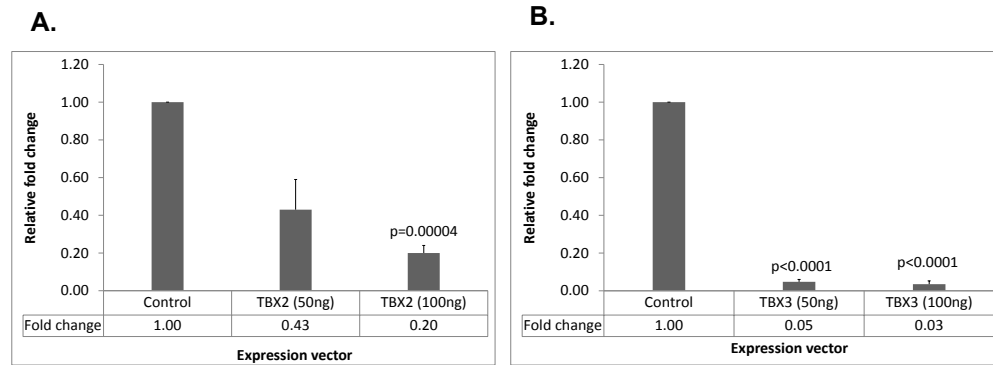 A.
Relative fold change
1.20
1.00
0.80
0.60
0.40
0.20
0.00
p=0.00004
Control TBX2 (50ng) TBX2 (100ng)
Fold change 1.00 0.43 0.20
Expression vector
B.
Relative fold change
1.20
1.00
0.80
0.60
0.40
0.20
0.00
p<0.0001 p<0.0001
Control TBX3 (50ng) TBX3 (100ng)
Fold change 1.00 0.05 0.03
Expression vector